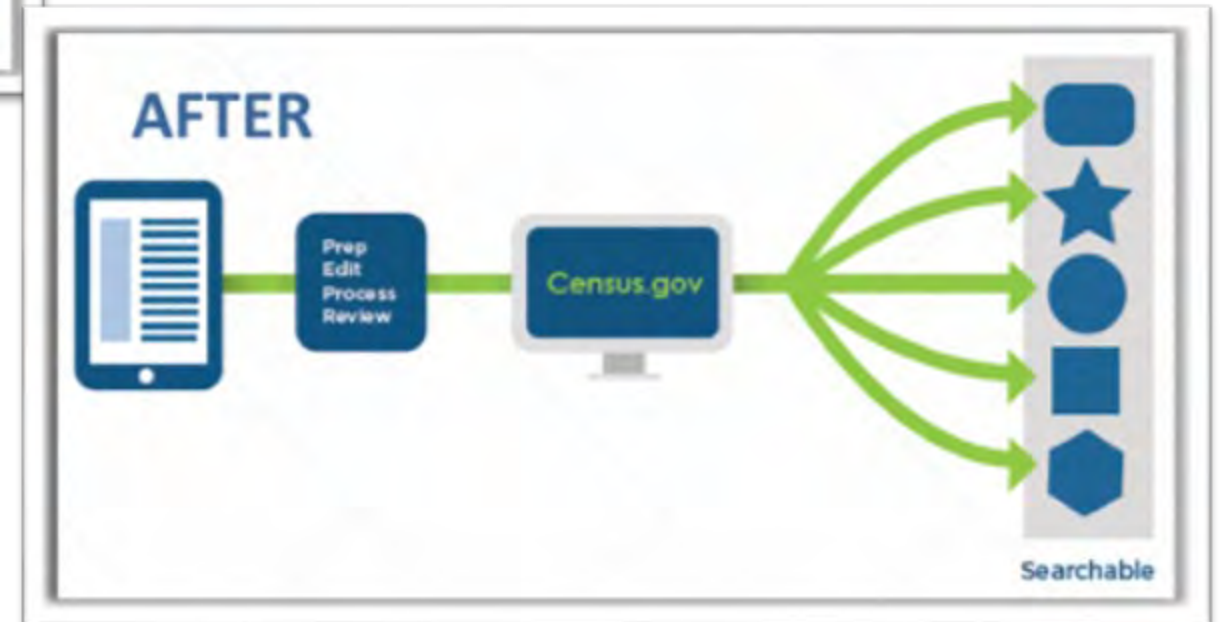 AFTER
Prep
Edit
Process
Review
Census.gov
Searchable